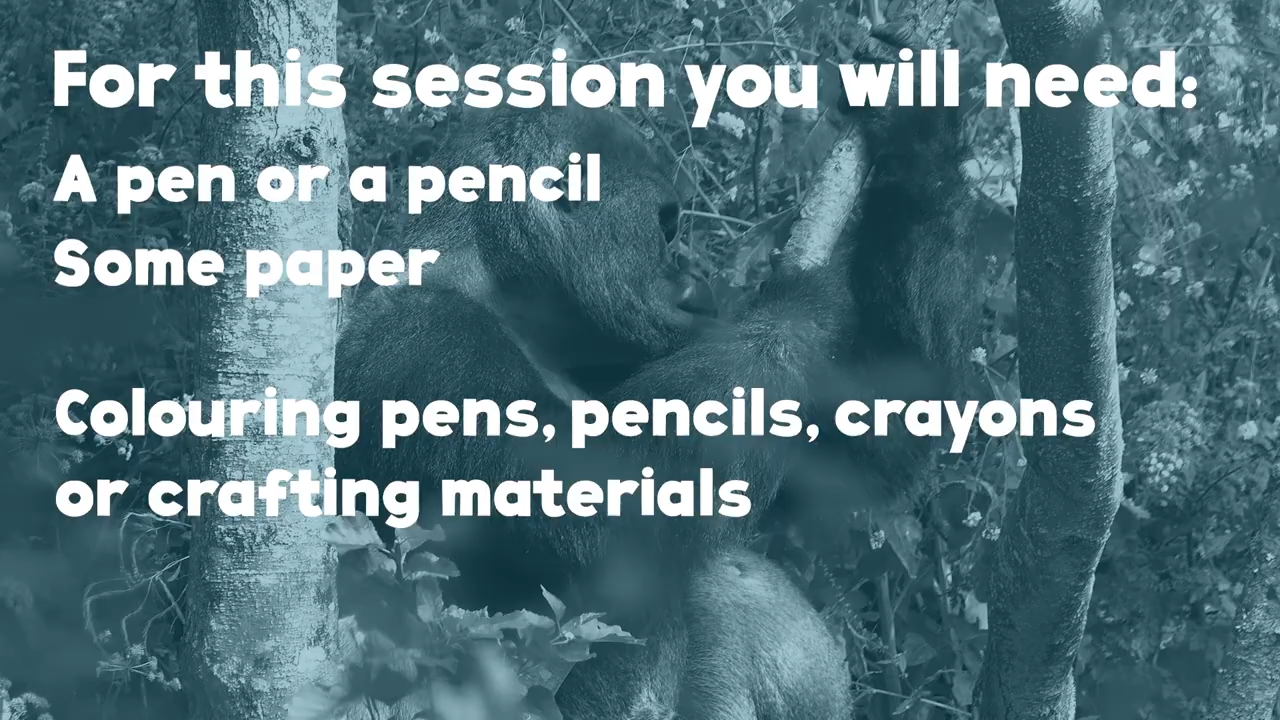 For this session you will need:
A pen or a pencil
Some paper
Colouring pens, pencils, crayons
or crafting materials